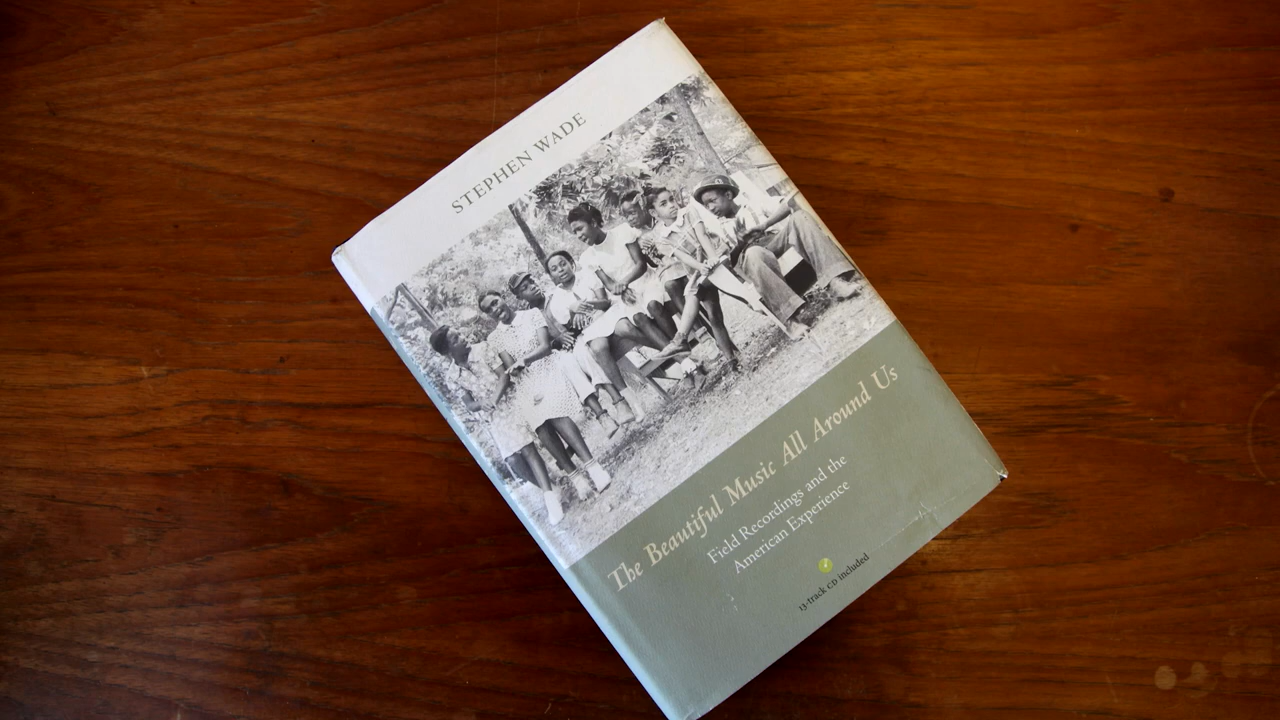 STEPHEN WADE
The Beautiful Music All Around Us
Field Recordings and the
American Experience
13-track CD included